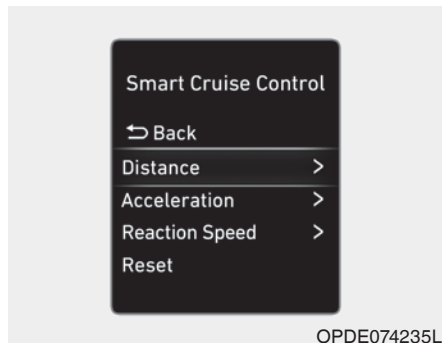 Smart Cruise Control
Back
Distance
Acceleration
Reaction Speed
Reset
OPDE074235L